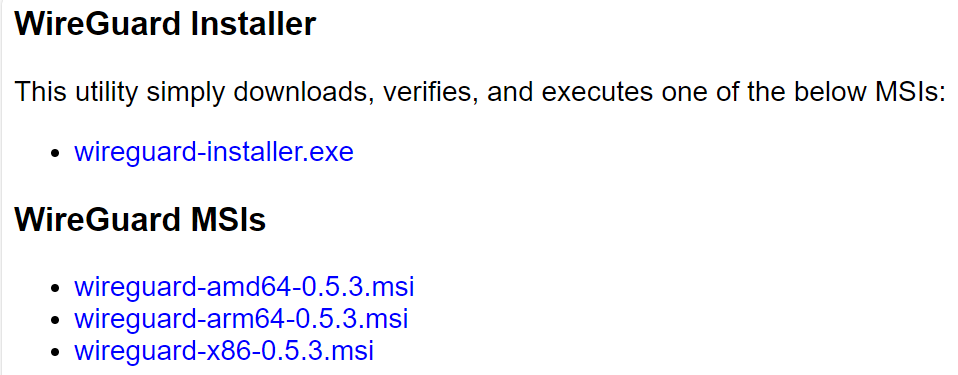 WireGuard Installer
This utility simply downloads, verifies, and executes one of the below MSIs:
• wireguard-installer.exe
WireGuard MSIs
• wireguard-amd64-0.5.3.msi
• wireguard-arm64-0.5.3.msi
• wireguard-x86-0.5.3.msi